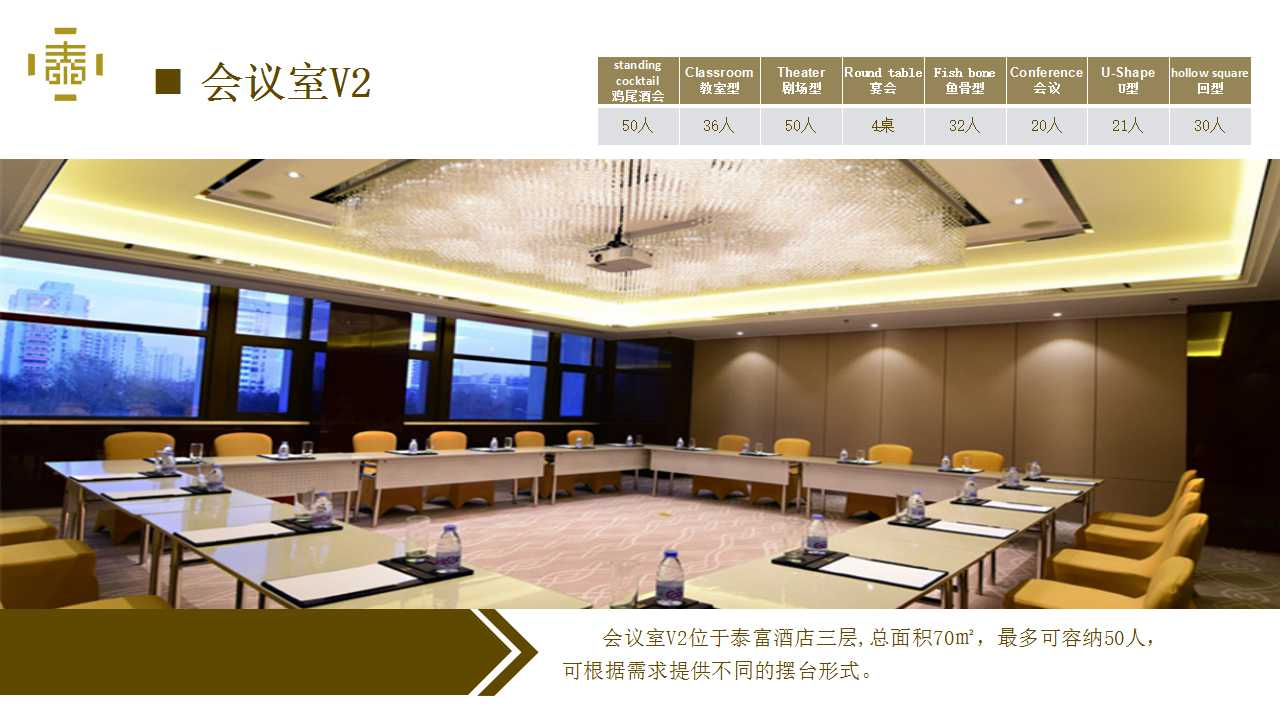 会议室V2
standing
cocktail
鸡尾酒会
Classroom
教室型
Theater
剧场型
Round table
宴会
Fish bone
鱼骨型
Conference
会议
U-Shape
U型
hollow square
回型
50人
36人
50人
4桌
32人
20人
21人
30人
会议室V2位于泰富酒店三层,总面积70㎡，最多可容纳50人，
可根据需求提供不同的摆台形式。